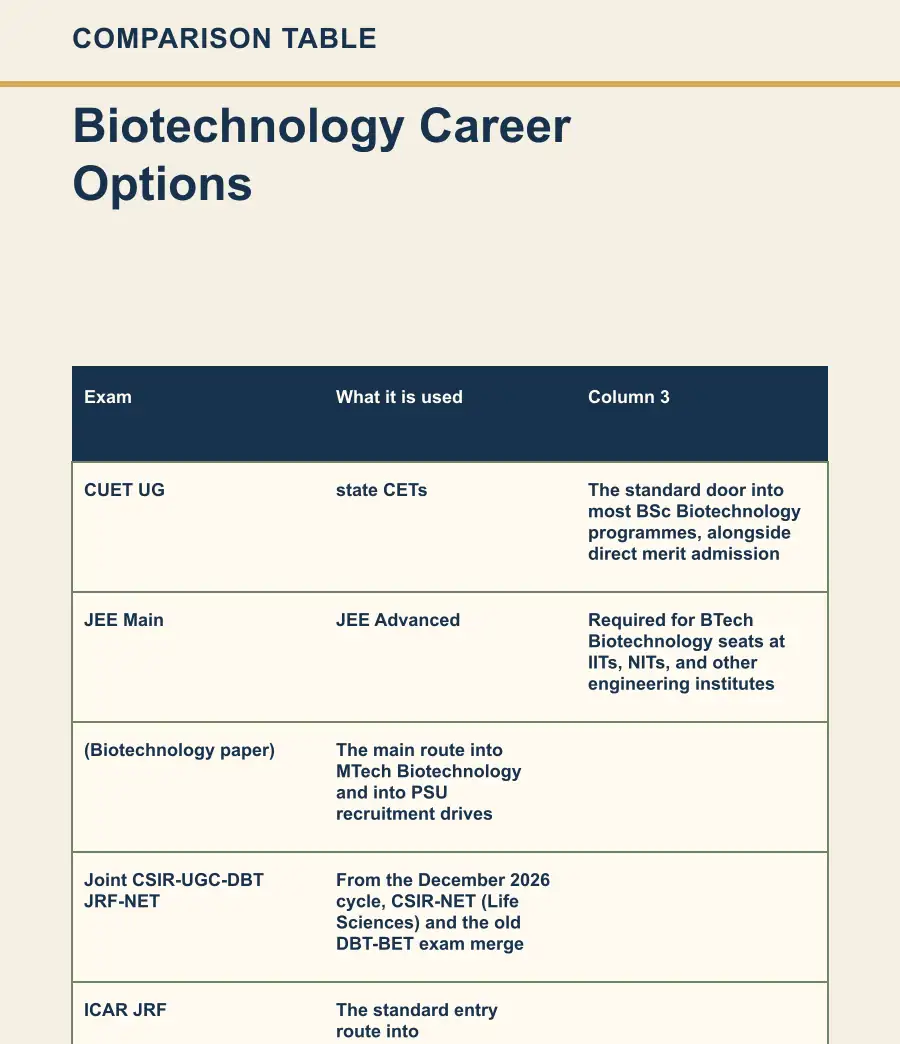 COMPARISON TABLE
Biotechnology Career
Options
Exam
What it is used
Column 3
CUET UG
state CETs
The standard door into
most BSc Biotechnology
programmes, alongside
direct merit admission
JEE Main
JEE Advanced
Required for BTech
Biotechnology seats at
IITs, NITs, and other
engineering institutes
(Biotechnology paper)
The main route into
MTech Biotechnology
and into PSU
recruitment drives
Joint CSIR-UGC-DBT
JRF-NET
From the December 2026
cycle, CSIR-NET (Life
Sciences) and the old
DBT-BET exam merge
ICAR JRF
The standard entry
route into